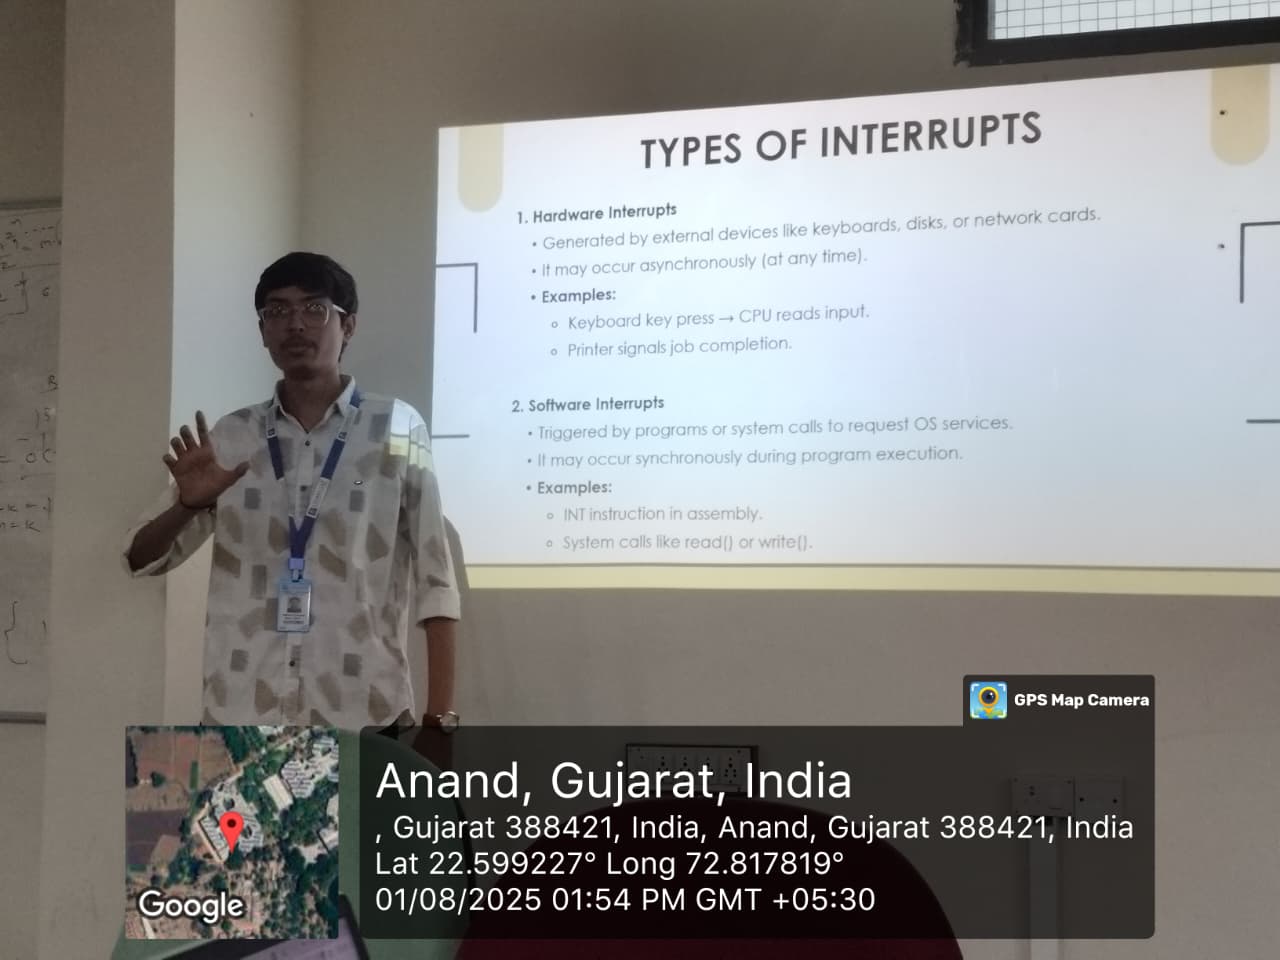 TYPES OF INTERRUPTS
1. Hardware Interrupts
• Generated by external devices like keyboards, disks, or network cards.
• It may occur asynchronously (at any time).
• Examples:
Keyboard key press → CPU reads input.
Printer signals job completion.
2. Software Interrupts
• Triggered by programs or system calls to request OS services.
• It may occur synchronously during program execution.
• Examples:
INT instruction in assembly.
System calls like read() or write().
GPS Map Camera
Anand, Gujarat, India
, Gujarat 388421, India, Anand, Gujarat 388421, India
Lat 22.599227° Long 72.817819°
01/08/2025 01:54 PM GMT +05:30
Google